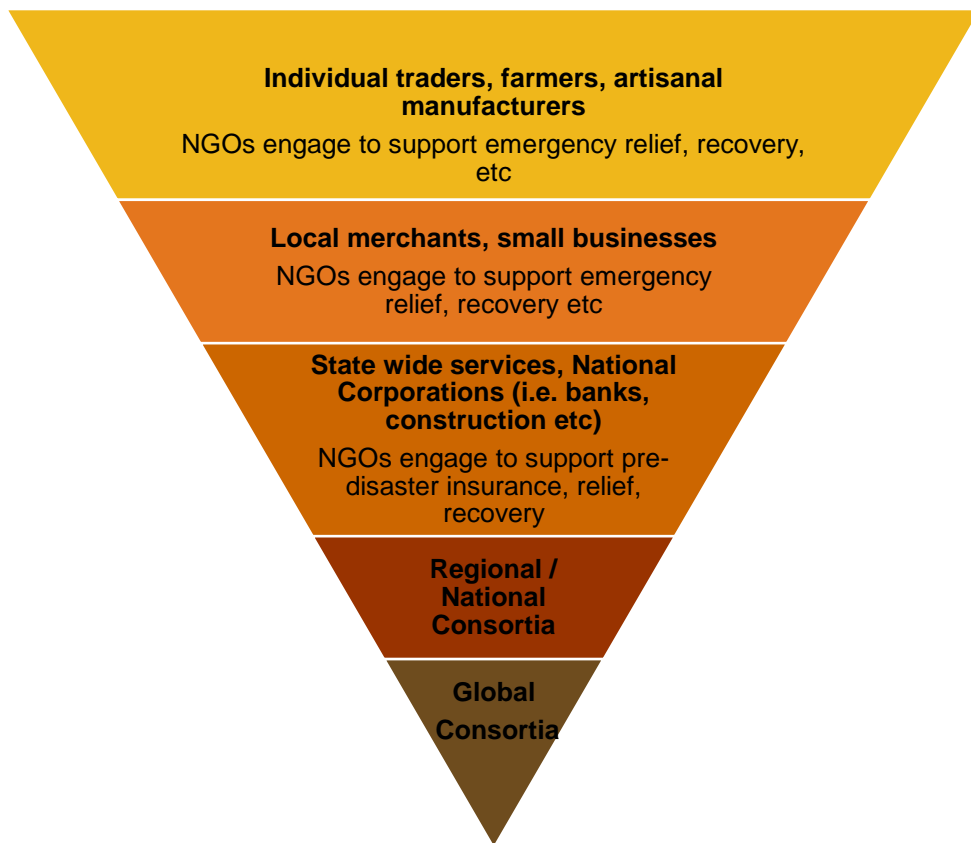 Individual traders, farmers, artisanal
manufacturers
NGOs engage to support emergency relief, recovery,
etc
Local merchants, small businesses
NGOs engage to support emergency
relief, recovery etc
State wide services, National
Corporations (i.e. banks,
construction etc)
NGOs engage to support pre-
disaster insurance, relief,
recovery
Regional /
National
Consortia
Global
Consortia